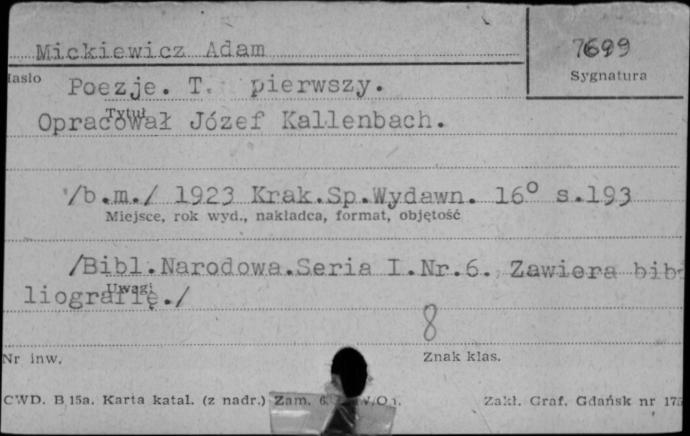 Mickiewicz Adam
7699
Hasło
Sygnatura
Poezje. T. pierwszy.
Tytuł
Opracował Józef Kallenbach.
/b.m./ 1923 Krak.Sp.Wydawn. 16° s.193
Miejsce, rok wyd., nakładca, format, objętość
/Bibl.Narodowa.Seria I.Nr.6. Zawiera bib-
Uwagi
liografię./
8
Nr inw.
Znak klas.
CWD. B 15a. Karta katal. (z nadr.) Zam.
Zakł. Graf. Gdańsk nr